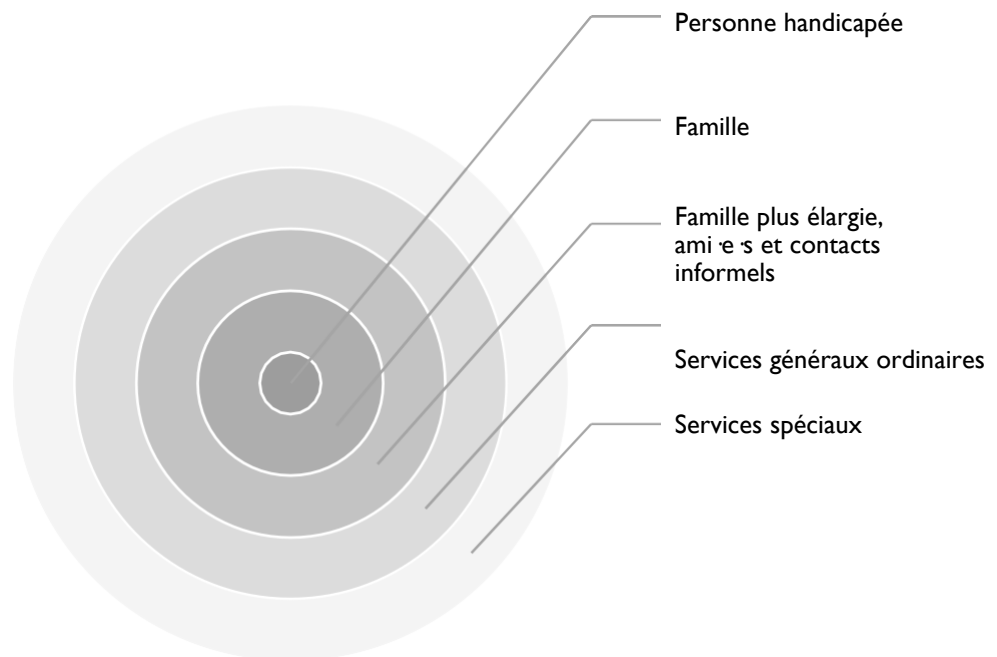 Personne handicapée
Famille
Famille plus élargie,
ami·e·s et contacts
informels
Services généraux ordinaires
Services spéciaux